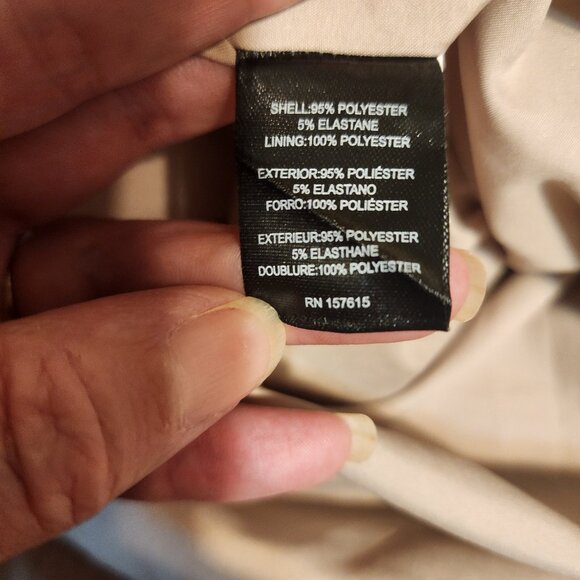 SHELL:95% POLYESTER
5% ELASTANE
LINING:100% POLYESTER
EXTERIOR:95% POLIÉSTER
5% ELASTANO
FORRO:100% POLIÉSTER
EXTERIEUR:95% POLYESTER
5% ELASTHANE
DOUBLURE:100% POLYESTER
RN 157615